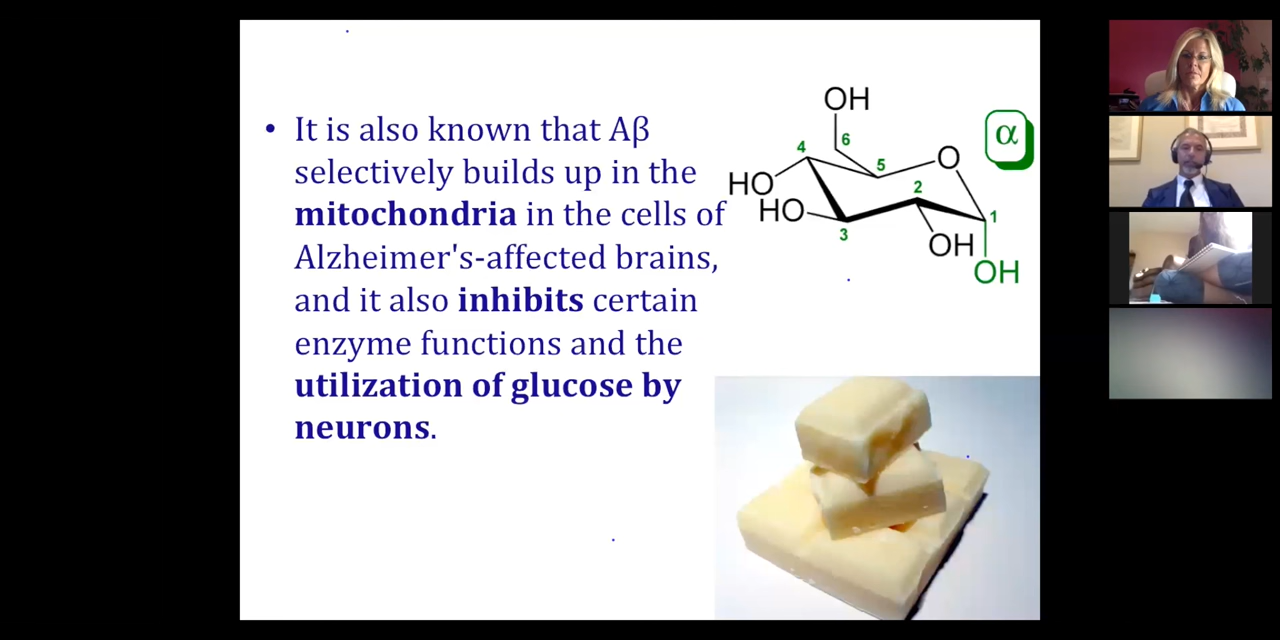 • It is also known that Aβ
selectively builds up in the
mitochondria in the cells of
Alzheimer's-affected brains,
and it also inhibits certain
enzyme functions and the
utilization of glucose by
neurons.
OH
α
6
4
5
O
HO
2
HO
1
3
OH
OH